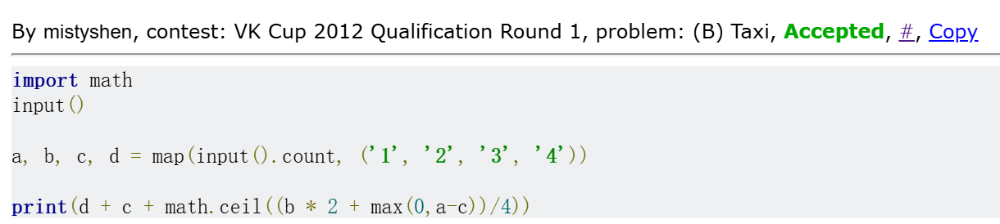 By mistyshen, contest: VK Cup 2012 Qualification Round 1, problem: (B) Taxi, Accepted, #, Copy
import math
input()
a, b, c, d = map(input().count, ('1', '2', '3', '4'))
print(d + c + math.ceil((b * 2 + max(0,a-c))/4))